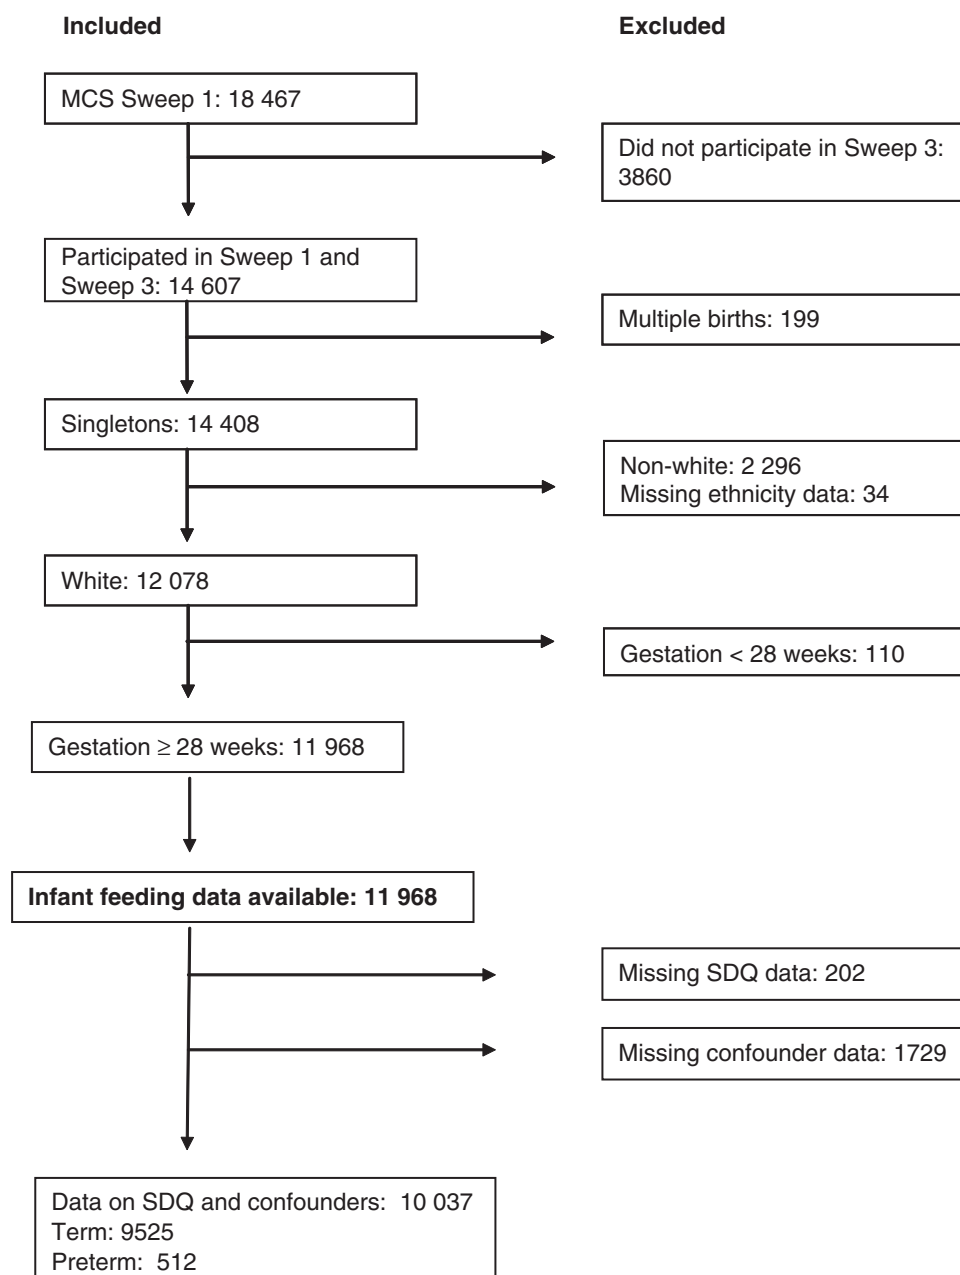 Included
Excluded
MCS Sweep 1: 18 467
Did not participate in Sweep 3:
3860
Participated in Sweep 1 and
Sweep 3: 14 607
Multiple births: 199
Singletons: 14 408
Non-white: 2 296
Missing ethnicity data: 34
White: 12 078
Gestation < 28 weeks: 110
Gestation ≥ 28 weeks: 11 968
Infant feeding data available: 11 968
Missing SDQ data: 202
Missing confounder data: 1729
Data on SDQ and confounders:  10 037
Term: 9525
Preterm:  512